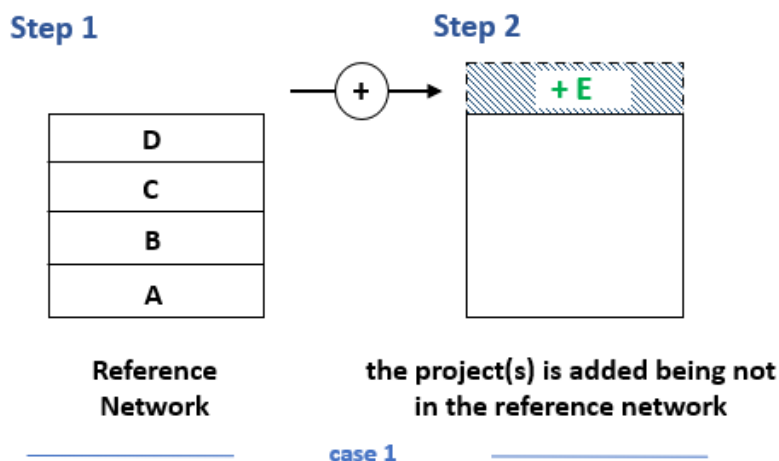 Step 1
Step 2
+
+ E
D
C
B
A
Reference
Network
the project(s) is added being not
in the reference network
case 1